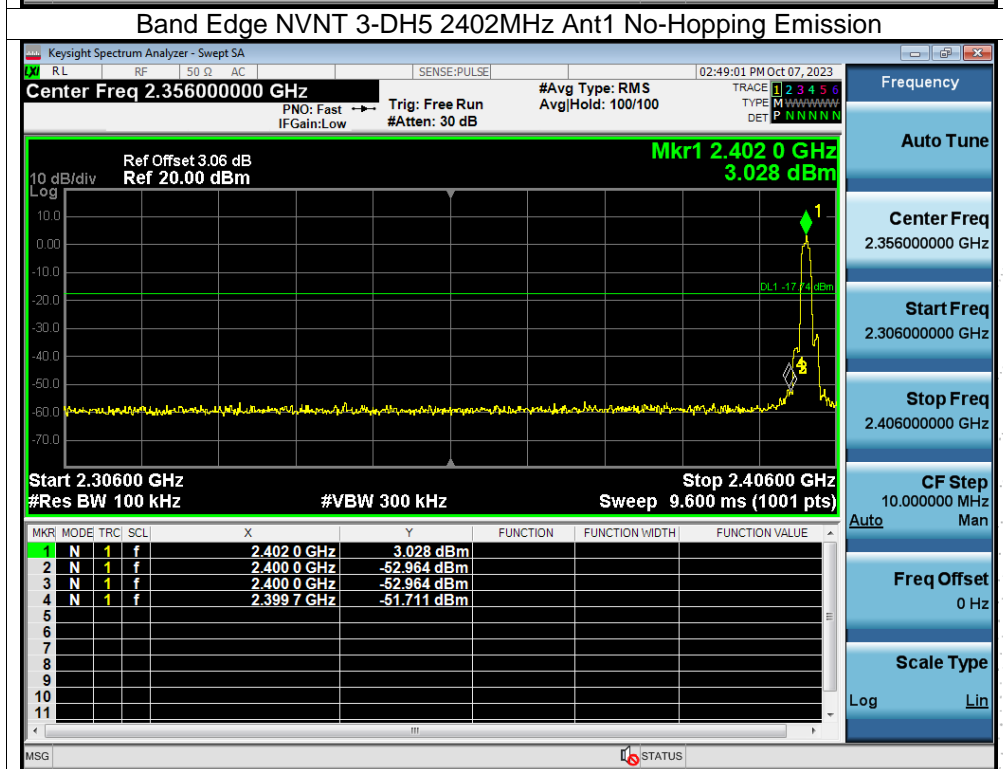 Band Edge NVNT 3-DH5 2402MHz Ant1 No-Hopping Emission
Keysight Spectrum Analyzer - Swept SA
LXI RL RF 50 Ω AC SENSE:PULSE 02:49:01 PM Oct 07, 2023
Center Freq 2.356000000 GHz #Avg Type: RMS TRACE 1 2 3 4 5 6
PNO: Fast Trig: Free Run Avg|Hold: 100/100 TYPE M WWWWW
IFGain:Low #Atten: 30 dB DET P N N N N N
Frequency
Auto Tune
Center Freq
2.356000000 GHz
Start Freq
2.306000000 GHz
Stop Freq
2.406000000 GHz
CF Step
10.000000 MHz
Auto Man
Freq Offset
0 Hz
Scale Type
Log Lin
Ref Offset 3.06 dB Mkr1 2.402 0 GHz
10 dB/div Ref 20.00 dBm 3.028 dBm
Log
10.0
0.00
-10.0
-20.0
-30.0
-40.0
-50.0
-60.0
-70.0
1
DL1 -17.74 dBm
Start 2.30600 GHz Stop 2.40600 GHz
#Res BW 100 kHz #VBW 300 kHz Sweep 9.600 ms (1001 pts)
MKR MODE TRC SCL X Y FUNCTION FUNCTION WIDTH FUNCTION VALUE
1 N 1 f 2.402 0 GHz 3.028 dBm
2 N 1 f 2.400 0 GHz -52.964 dBm
3 N 1 f 2.400 0 GHz -52.964 dBm
4 N 1 f 2.399 7 GHz -51.711 dBm
5
6
7
8
9
10
11
MSG STATUS